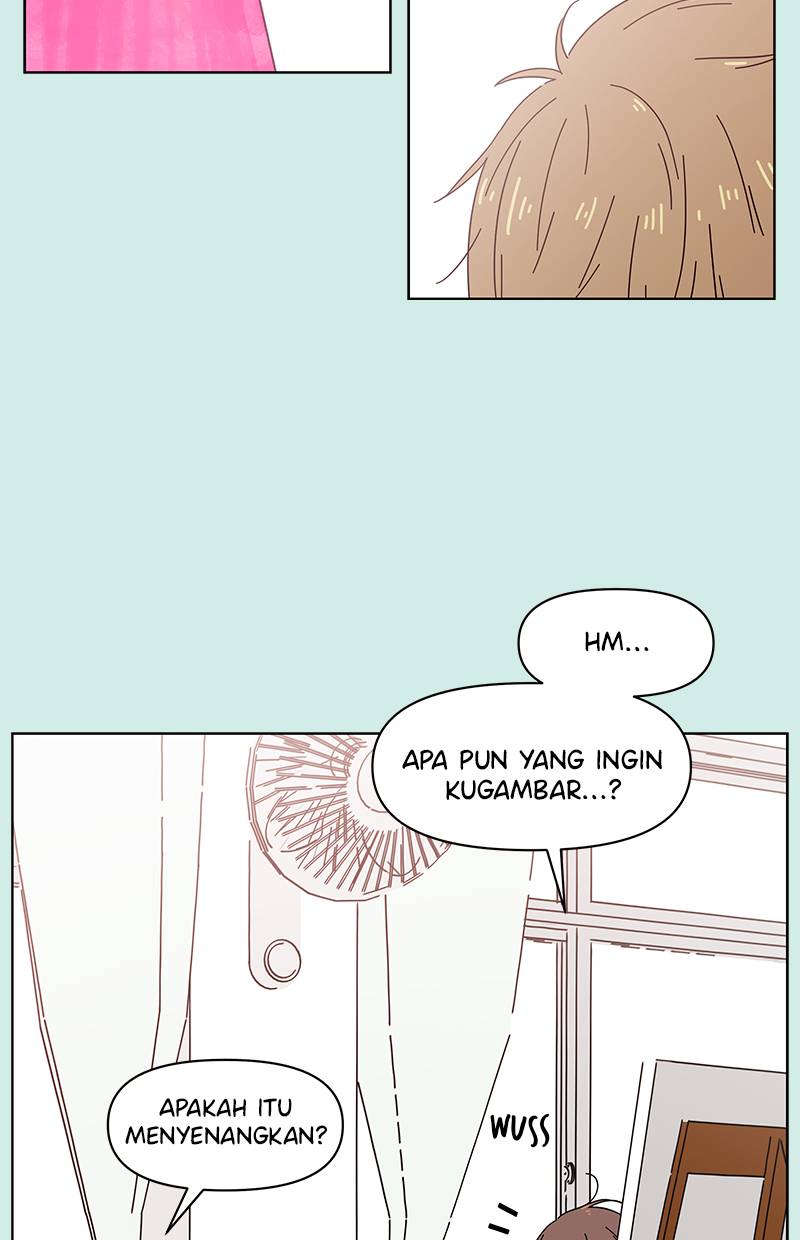 HM...
APA PUN YANG INGIN
KUGAMBAR...?
APAKAH ITU
MENYENANGKAN?
WUSS